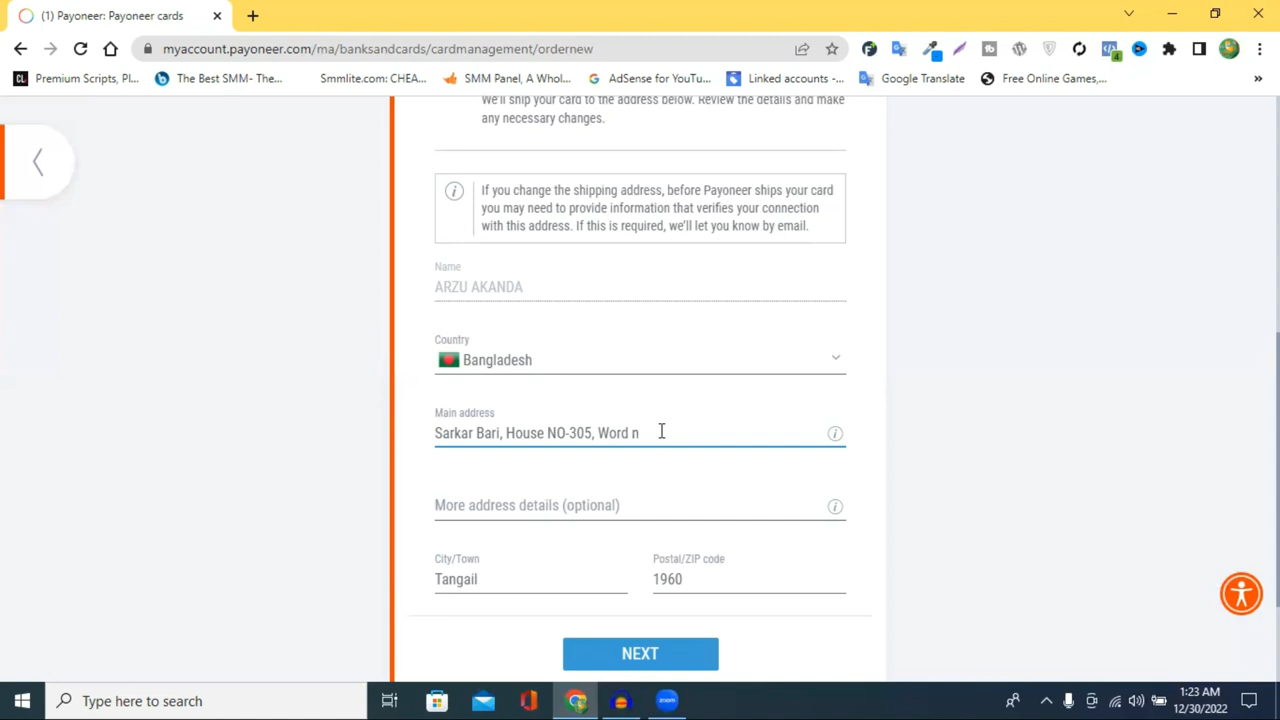 (1) Payoneer: Payoneer cards
myaccount.payoneer.com/ma/banksandcards/cardmanagement/ordernew
4
CL Premium Scripts, Pl...
b The Best SMM- The...
Smmlite.com: CHEA...
SMM Panel, A Whol...
G AdSense for YouTu...
Linked accounts -...
Google Translate
Free Online Games,...
»
We'll ship your card to the address below. Review the details and make
any necessary changes.
If you change the shipping address, before Payoneer ships your card
you may need to provide information that verifies your connection
with this address. If this is required, we'll let you know by email.
Name
ARZU AKANDA
Country
Bangladesh
Main address
Sarkar Bari, House NO-305, Word n
More address details (optional)
City/Town
Tangail
Postal/ZIP code
1960
NEXT
Type here to search
zoom
1:23 AM
12/30/2022